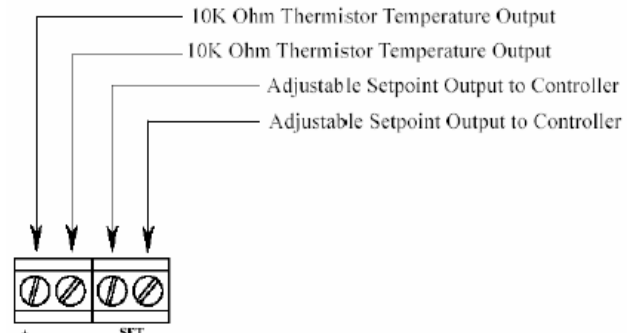 10K Ohm Thermistor Temperature Output
10K Ohm Thermistor Temperature Output
Adjustable Setpoint Output to Controller
Adjustable Setpoint Output to Controller
SET